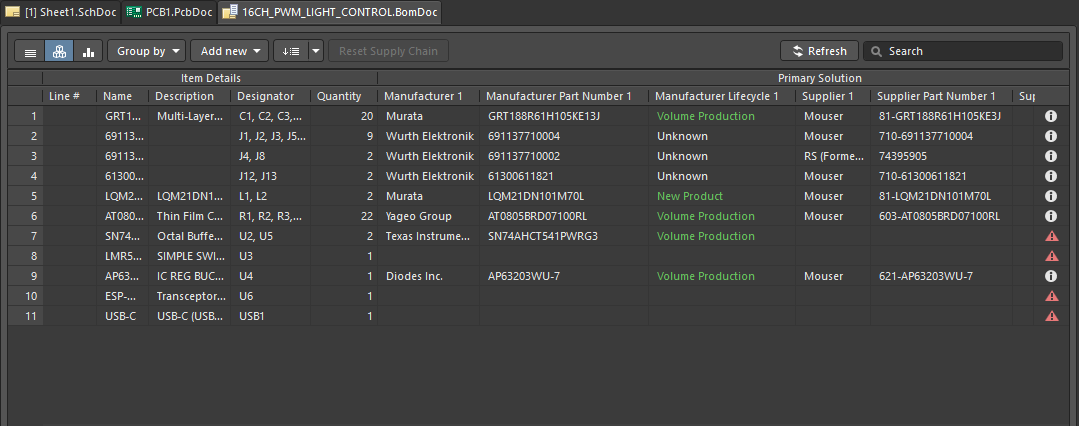 [1] Sheet1.SchDoc PCB1.PcbDoc 16CH_PWM_LIGHT_CONTROL.BomDoc
Group by Add new Reset Supply Chain Refresh Search
Item Details Primary Solution
Line # Name Description Designator Quantity Manufacturer 1 Manufacturer Part Number 1 Manufacturer Lifecycle 1 Supplier 1 Supplier Part Number 1 Sup
1 GRT1... Multi-Layer... C1, C2, C3,... 20 Murata GRT188R61H105KE13J Volume Production Mouser 81-GRT188R61H105KE3J
2 69113... J1, J2, J3, J5... 9 Wurth Elektronik 691137710004 Unknown Mouser 710-691137710004
3 69113... J4, J8 2 Wurth Elektronik 691137710002 Unknown RS (Forme... 74395905
4 61300... J12, J13 2 Wurth Elektronik 61300611821 Unknown Mouser 710-61300611821
5 LQM2... LQM21DN1... L1, L2 2 Murata LQM21DN101M70L New Product Mouser 81-LQM21DN101M70L
6 AT080... Thin Film C... R1, R2, R3,... 22 Yageo Group AT0805BRD07100RL Volume Production Mouser 603-AT0805BRD07100RL
7 SN74... Octal Buffe... U2, U5 2 Texas Instrume... SN74AHCT541PWRG3 Volume Production
8 LMR5... SIMPLE SWI... U3 1
9 AP63... IC REG BUC... U4 1 Diodes Inc. AP63203WU-7 Volume Production Mouser 621-AP63203WU-7
10 ESP-... Transceptor... U6 1
11 USB-C USB-C (USB... USB1 1